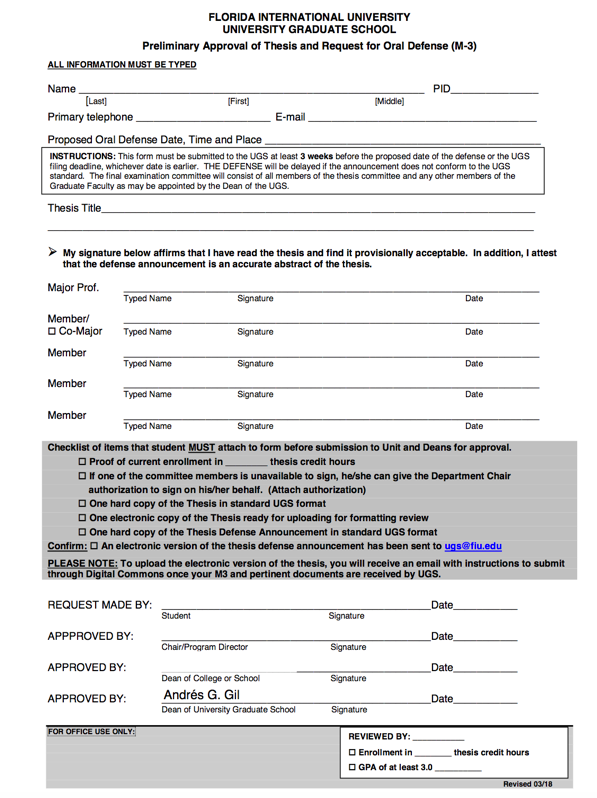 FLORIDA INTERNATIONAL UNIVERSITY
UNIVERSITY GRADUATE SCHOOL
Preliminary Approval of Thesis and Request for Oral Defense (M-3)
ALL INFORMATION MUST BE TYPED
Name ____________________ PID____________
[Last] [First] [Middle]
Primary telephone ____________________ E-mail ____________________
Proposed Oral Defense Date, Time and Place ____________________
INSTRUCTIONS: This form must be submitted to the UGS at least 3 weeks before the proposed date of the defense or the UGS
filing deadline, whichever date is earlier. THE DEFENSE will be delayed if the announcement does not conform to the UGS
standard. The final examination committee will consist of all members of the thesis committee and any other members of the
Graduate Faculty as may be appointed by the Dean of the UGS.
Thesis Title____________________
➢ My signature below affirms that I have read the thesis and find it provisionally acceptable. In addition, I attest
that the defense announcement is an accurate abstract of the thesis.
Major Prof. ____________________
Typed Name Signature Date
Member/ ____________________
☐ Co-Major Typed Name Signature Date
Member ____________________
Typed Name Signature Date
Member ____________________
Typed Name Signature Date
Member ____________________
Typed Name Signature Date
Checklist of items that student MUST attach to form before submission to Unit and Deans for approval.
☐ Proof of current enrollment in ________ thesis credit hours
☐ If one of the committee members is unavailable to sign, he/she can give the Department Chair
authorization to sign on his/her behalf. (Attach authorization)
☐ One hard copy of the Thesis in standard UGS format
☐ One electronic copy of the Thesis ready for uploading for formatting review
☐ One hard copy of the Thesis Defense Announcement in standard UGS format
Confirm: ☐ An electronic version of the thesis defense announcement has been sent to ugs@fiu.edu
PLEASE NOTE: To upload the electronic version of the thesis, you will receive an email with instructions to submit
through Digital Commons once your M3 and pertinent documents are received by UGS.
REQUEST MADE BY: ____________________Date____________
Student Signature
APPPROVED BY: ____________________Date____________
Chair/Program Director Signature
APPROVED BY: ____________________Date____________
Dean of College or School Signature
APPROVED BY: Andrés G. Gil ____________________Date____________
Dean of University Graduate School Signature
FOR OFFICE USE ONLY:
REVIEWED BY: ____________
☐ Enrollment in ________ thesis credit hours
☐ GPA of at least 3.0 __________
Revised 03/18